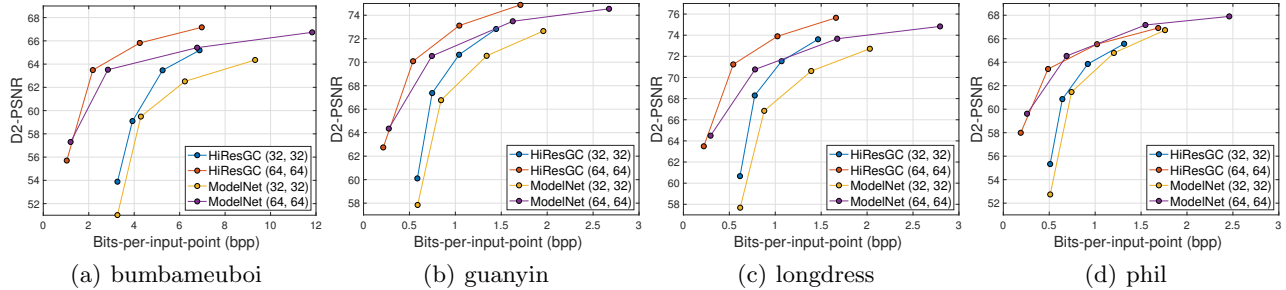 D2-PSNR
68
66
64
62
60
58
56
54
52
0
2
4
6
8
10
12
Bits-per-input-point (bpp)
HiResGC (32, 32)
HiResGC (64, 64)
ModelNet (32, 32)
ModelNet (64, 64)
(a) bumbameuboi
D2-PSNR
74
72
70
68
66
64
62
60
58
0
0.5
1
1.5
2
2.5
3
Bits-per-input-point (bpp)
HiResGC (32, 32)
HiResGC (64, 64)
ModelNet (32, 32)
ModelNet (64, 64)
(b) guanyin
D2-PSNR
76
74
72
70
68
66
64
62
60
58
0
0.5
1
1.5
2
2.5
3
Bits-per-input-point (bpp)
HiResGC (32, 32)
HiResGC (64, 64)
ModelNet (32, 32)
ModelNet (64, 64)
(c) longdress
D2-PSNR
68
66
64
62
60
58
56
54
52
0
0.5
1
1.5
2
2.5
3
Bits-per-input-point (bpp)
HiResGC (32, 32)
HiResGC (64, 64)
ModelNet (32, 32)
ModelNet (64, 64)
(d) phil